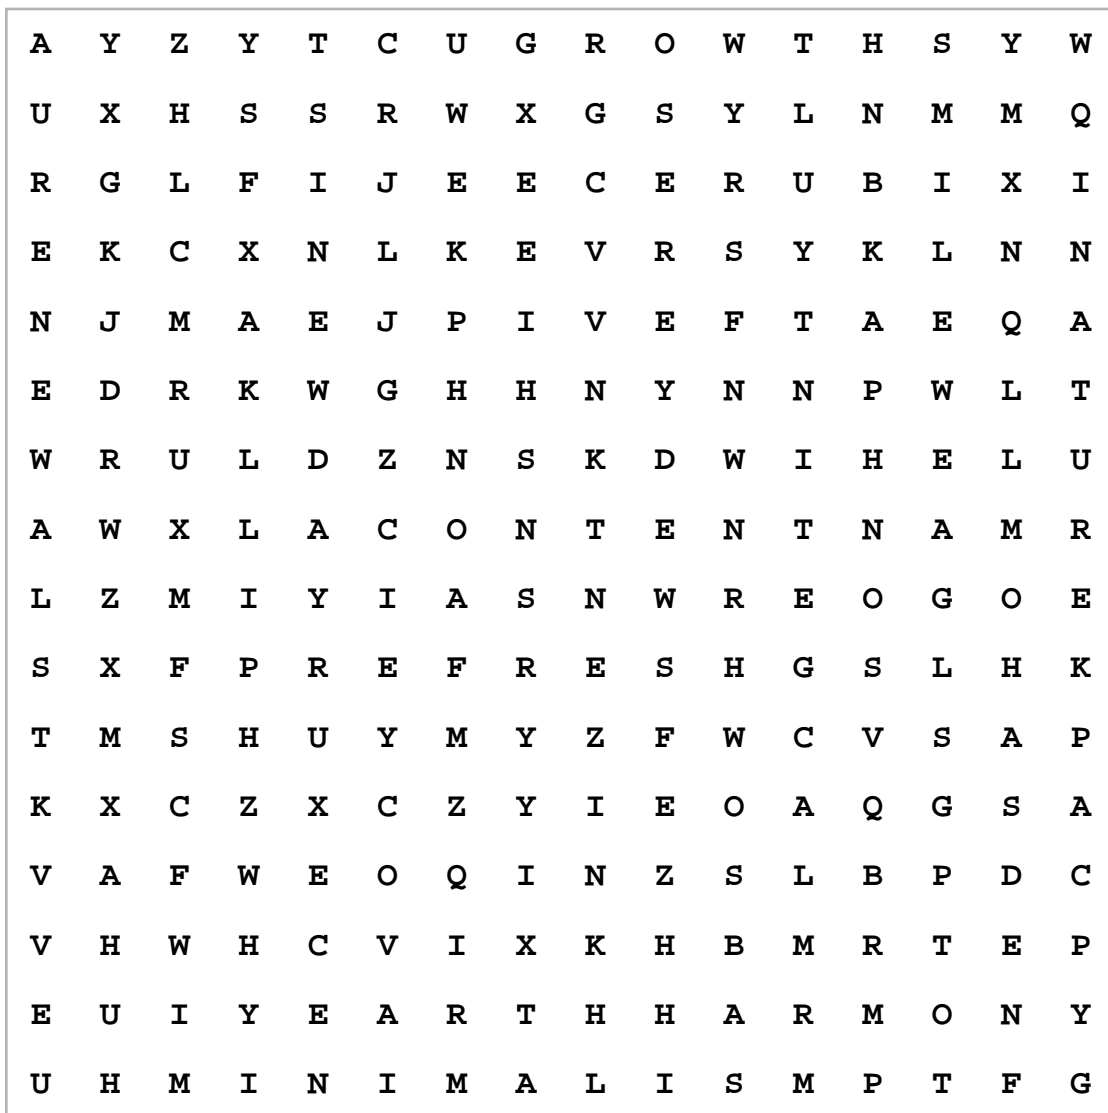 A Y Z Y T C U G R O W T H S Y W
U X H S S R W X G S Y L N M M Q
R G L F I J E E C E R U B I X I
E K C X N L K E V R S Y K L N N
N J M A E J P I V E F T A E Q A
E D R K W G H H N Y N N P W L T
W R U L D Z N S K D W I H E L U
A W X L A C O N T E N T N A M R
L Z M I Y I A S N W R E O G O E
S X F P R E F R E S H G S L H K
T M S H U Y M Y Z F W C V S A P
K X C Z X C Z Y I E O A Q G S A
V A F W E O Q I N Z S L B P D C
V H W H C V I X K H B M R T E P
E U I Y E A R T H H A R M O N Y
U H M I N I M A L I S M P T F G